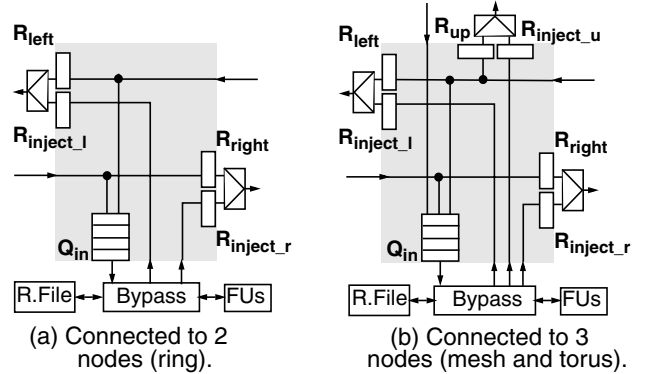 R_left
R_inject_l
R_right
R_inject_r
Q_in
R.File
Bypass
FUs
(a) Connected to 2
nodes (ring).
R_up
R_inject_u
R_left
R_inject_l
R_right
R_inject_r
Q_in
R.File
Bypass
FUs
(b) Connected to 3
nodes (mesh and torus).